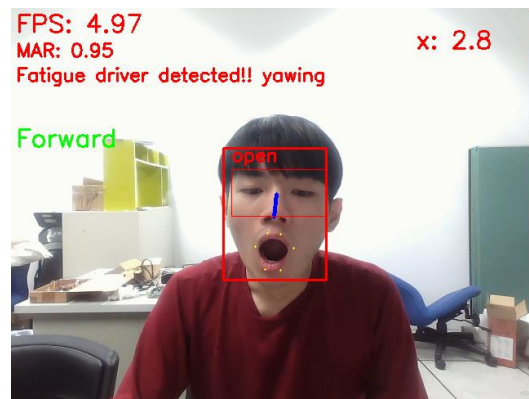 FPS: 4.97
x: 2.8
MAR: 0.95
Fatigue driver detected!! yawing
Forward
open